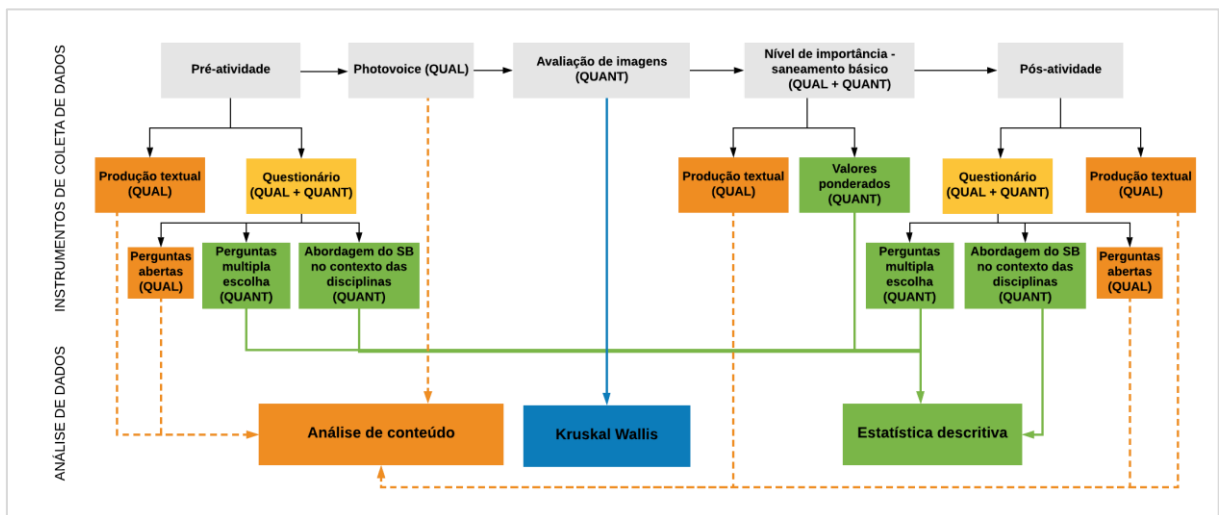 INSTRUMENTOS DE COLETA DE DADOS
Pré-atividade
Photovoice (QUAL)
Avaliação de imagens
(QUANT)
Nível de importância -
saneamento básico
(QUAL + QUANT)
Pós-atividade
Produção textual
(QUAL)
Questionário
(QUAL + QUANT)
Produção textual
(QUAL)
Valores
ponderados
(QUANT)
Questionário
(QUAL + QUANT)
Produção textual
(QUAL)
Perguntas
abertas
(QUAL)
Perguntas
multipla
escolha
(QUANT)
Abordagem do SB
no contexto das
disciplinas
(QUANT)
Perguntas
multipla
escolha
(QUANT)
Abordagem do SB
no contexto das
disciplinas
(QUANT)
Perguntas
abertas
(QUAL)
ANÁLISE DE DADOS
Análise de conteúdo
Kruskal Wallis
Estatística descritiva